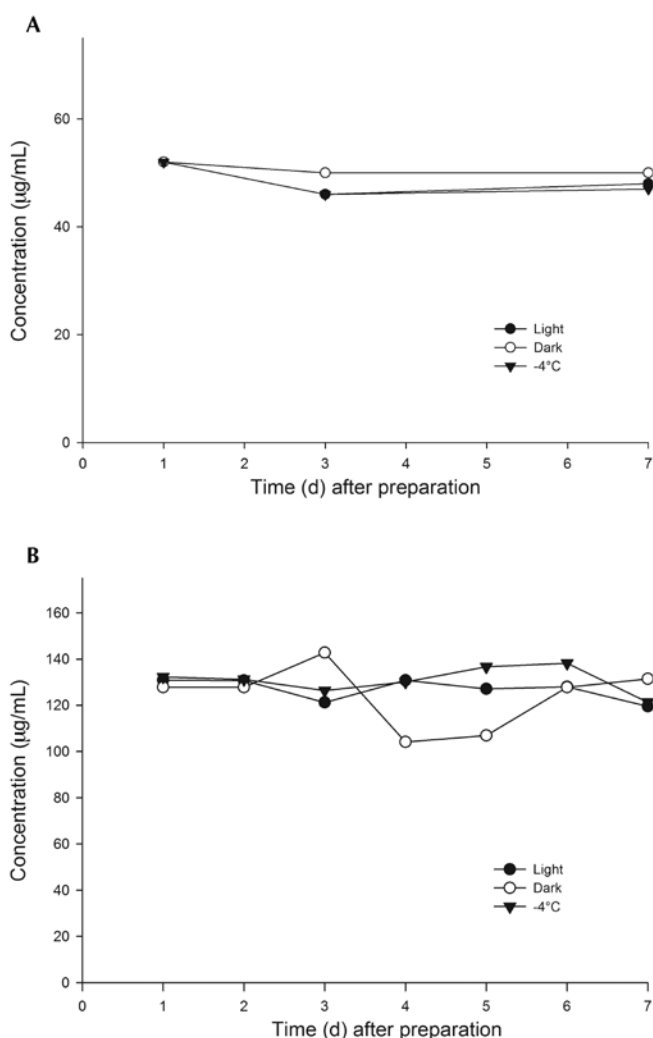 A
Concentration (µg/mL)
60
40
20
0
Light
Dark
-4°C
0 1 2 3 4 5 6 7
Time (d) after preparation
B
Concentration (µg/mL)
160
140
120
100
80
60
40
20
0
Light
Dark
-4°C
0 1 2 3 4 5 6 7
Time (d) after preparation